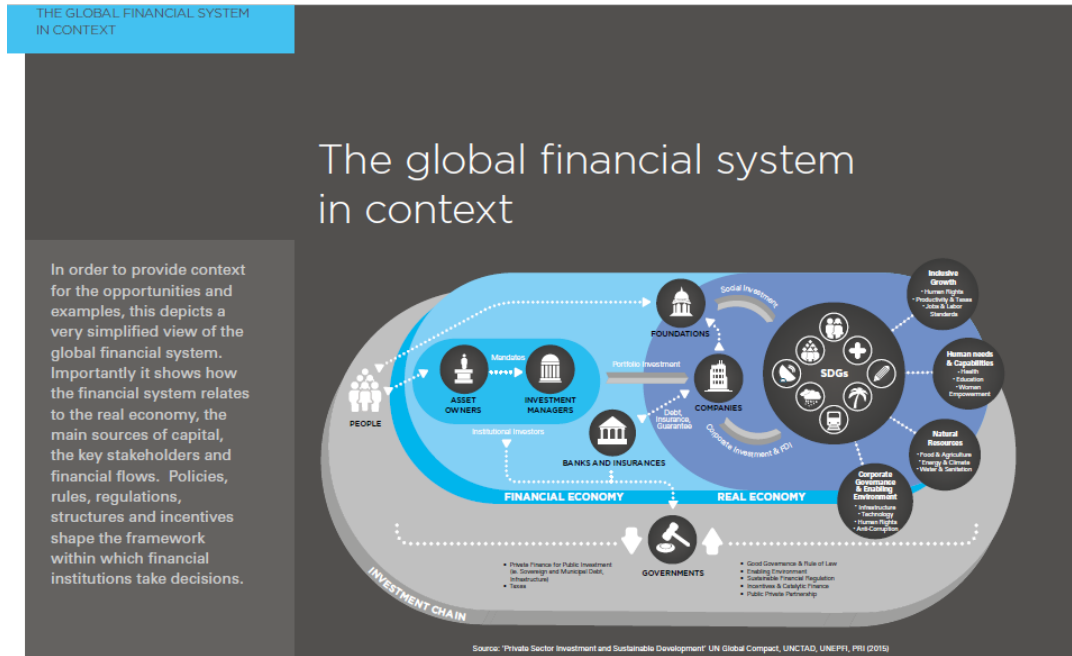 THE GLOBAL FINANCIAL SYSTEM
IN CONTEXT
The global financial system
in context
In order to provide context
for the opportunities and
examples, this depicts a
very simplified view of the
global financial system.
Importantly it shows how
the financial system relates
to the real economy, the
main sources of capital,
the key stakeholders and
financial flows. Policies,
rules, regulations,
structures and incentives
shape the framework
within which financial
institutions take decisions.
PEOPLE
Mandates
ASSET
OWNERS
INVESTMENT
MANAGERS
Institutional Investors
FOUNDATIONS
Social Investment
Portfolio Investment
COMPANIES
Debt,
Insurance,
Guarantee
Corporate Investment & FDI
BANKS AND INSURANCES
FINANCIAL ECONOMY
REAL ECONOMY
SDGs
Inclusive
Growth
• Human Rights
• Productivity & Taxes
• Jobs & Labor
Standards
Human needs
& Capabilities
• Health
• Education
• Women
Empowerment
Natural
Resources
• Food & Agriculture
• Energy & Climate
• Water & Sanitation
Corporate
Governance
& Enabling
Environment
• Infrastructure
• Technology
• Human Rights
• Anti-Corruption
GOVERNMENTS
• Private Finance for Public Investment
(ie. Sovereign and Municipal Debt,
Infrastructure)
• Taxes
• Good Governance & Rule of Law
• Enabling Environment
• Sustainable Financial Regulation
• Incentives & Catalytic Finance
• Public Private Partnership
INVESTMENT CHAIN
Source: 'Private Sector Investment and Sustainable Development' UN Global Compact, UNCTAD, UNEPFI, PRI (2015)